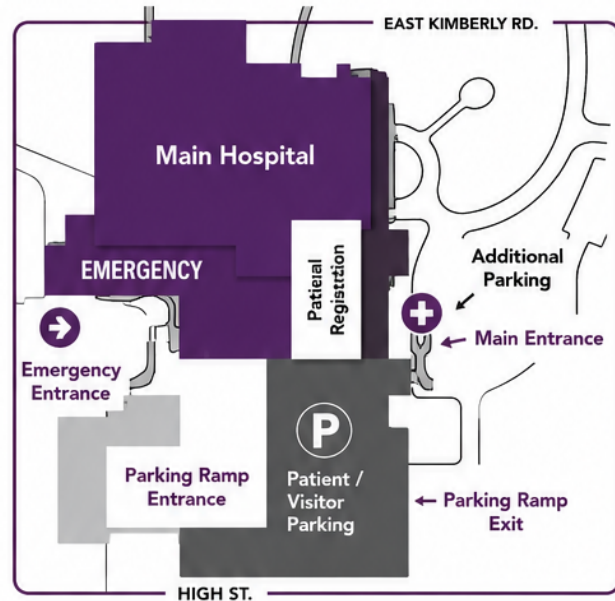 EAST KIMBERLY RD.
Main Hospital
EMERGENCY
Registration
Additional
Parking
Main Entrance
Emergency
Entrance
P
Patient /
Visitor
Parking
Parking Ramp
Entrance
Parking Ramp
Exit
HIGH ST.